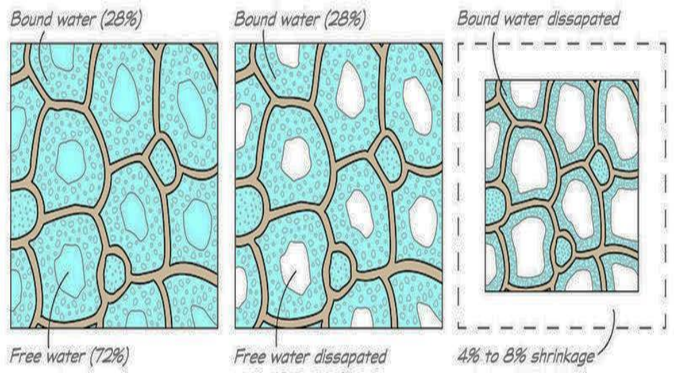 Bound water (28%)
Bound water (28%)
Bound water dissapated
Free water (72%)
Free water dissapated
4% to 8% shrinkage